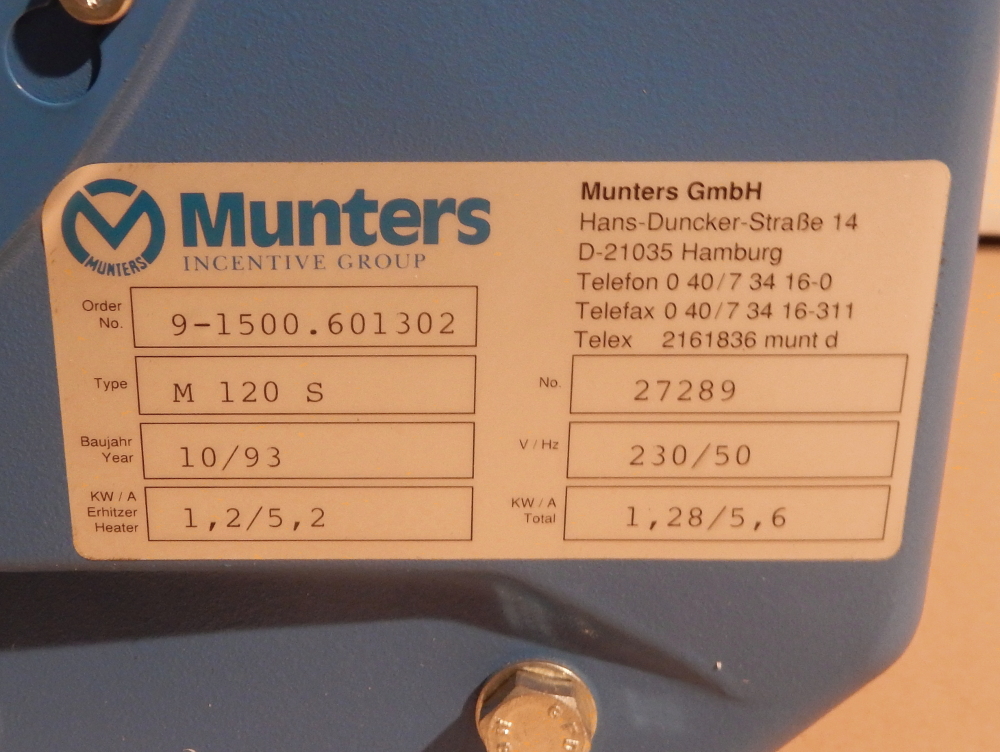 MUNTERS
Munters
INCENTIVE GROUP
Munters GmbH
Hans-Duncker-Straße 14
D-21035 Hamburg
Telefon 0 40/7 34 16-0
Telefax 0 40/7 34 16-311
Telex 2161836 munt d
Order No. 9-1500.601302
Type M 120 S
No. 27289
Baujahr Year 10/93
V / Hz 230/50
KW / A Erhitzer Heater 1,2/5,2
KW / A Total 1,28/5,6